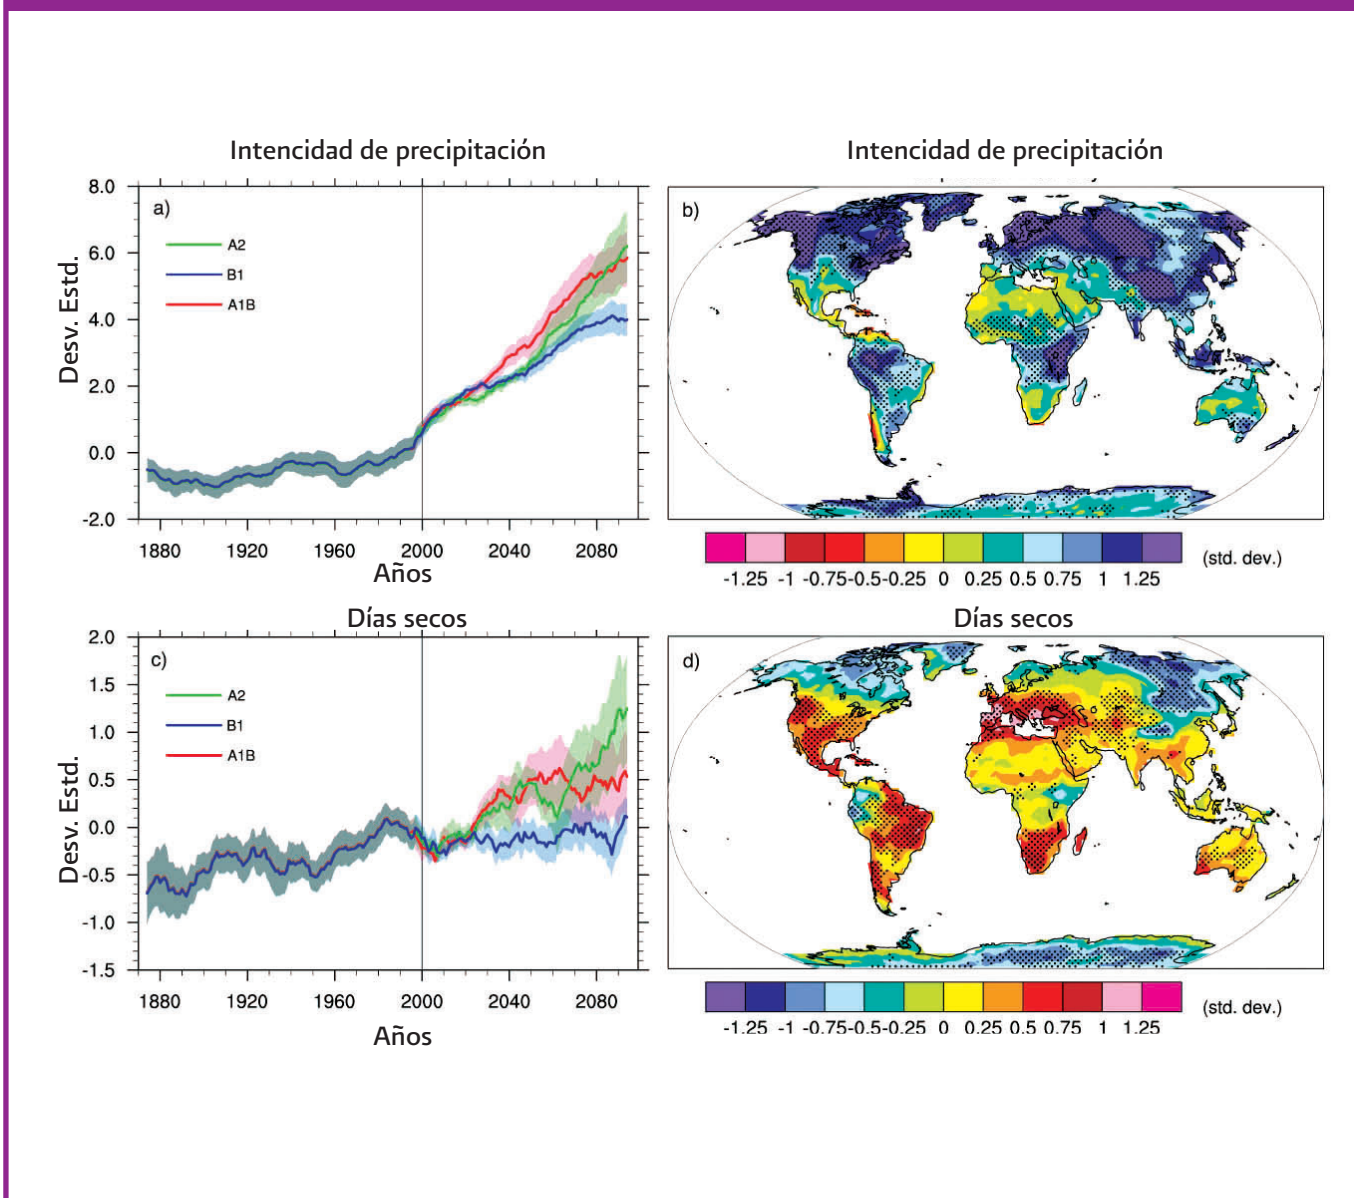 Intencidad de precipitación
Intencidad de precipitación
8.0
6.0
4.0
2.0
0.0
-2.0
Desv. Estd.
a)
A2
B1
A1B
1880 1920 1960 2000 2040 2080
Años
b)
-1.25 -1 -0.75 -0.5 -0.25 0 0.25 0.5 0.75 1 1.25
(std. dev.)
Días secos
Días secos
2.0
1.5
1.0
0.5
0.0
-0.5
-1.0
-1.5
Desv. Estd.
c)
A2
B1
A1B
1880 1920 1960 2000 2040 2080
Años
d)
-1.25 -1 -0.75 -0.5 -0.25 0 0.25 0.5 0.75 1 1.25
(std. dev.)